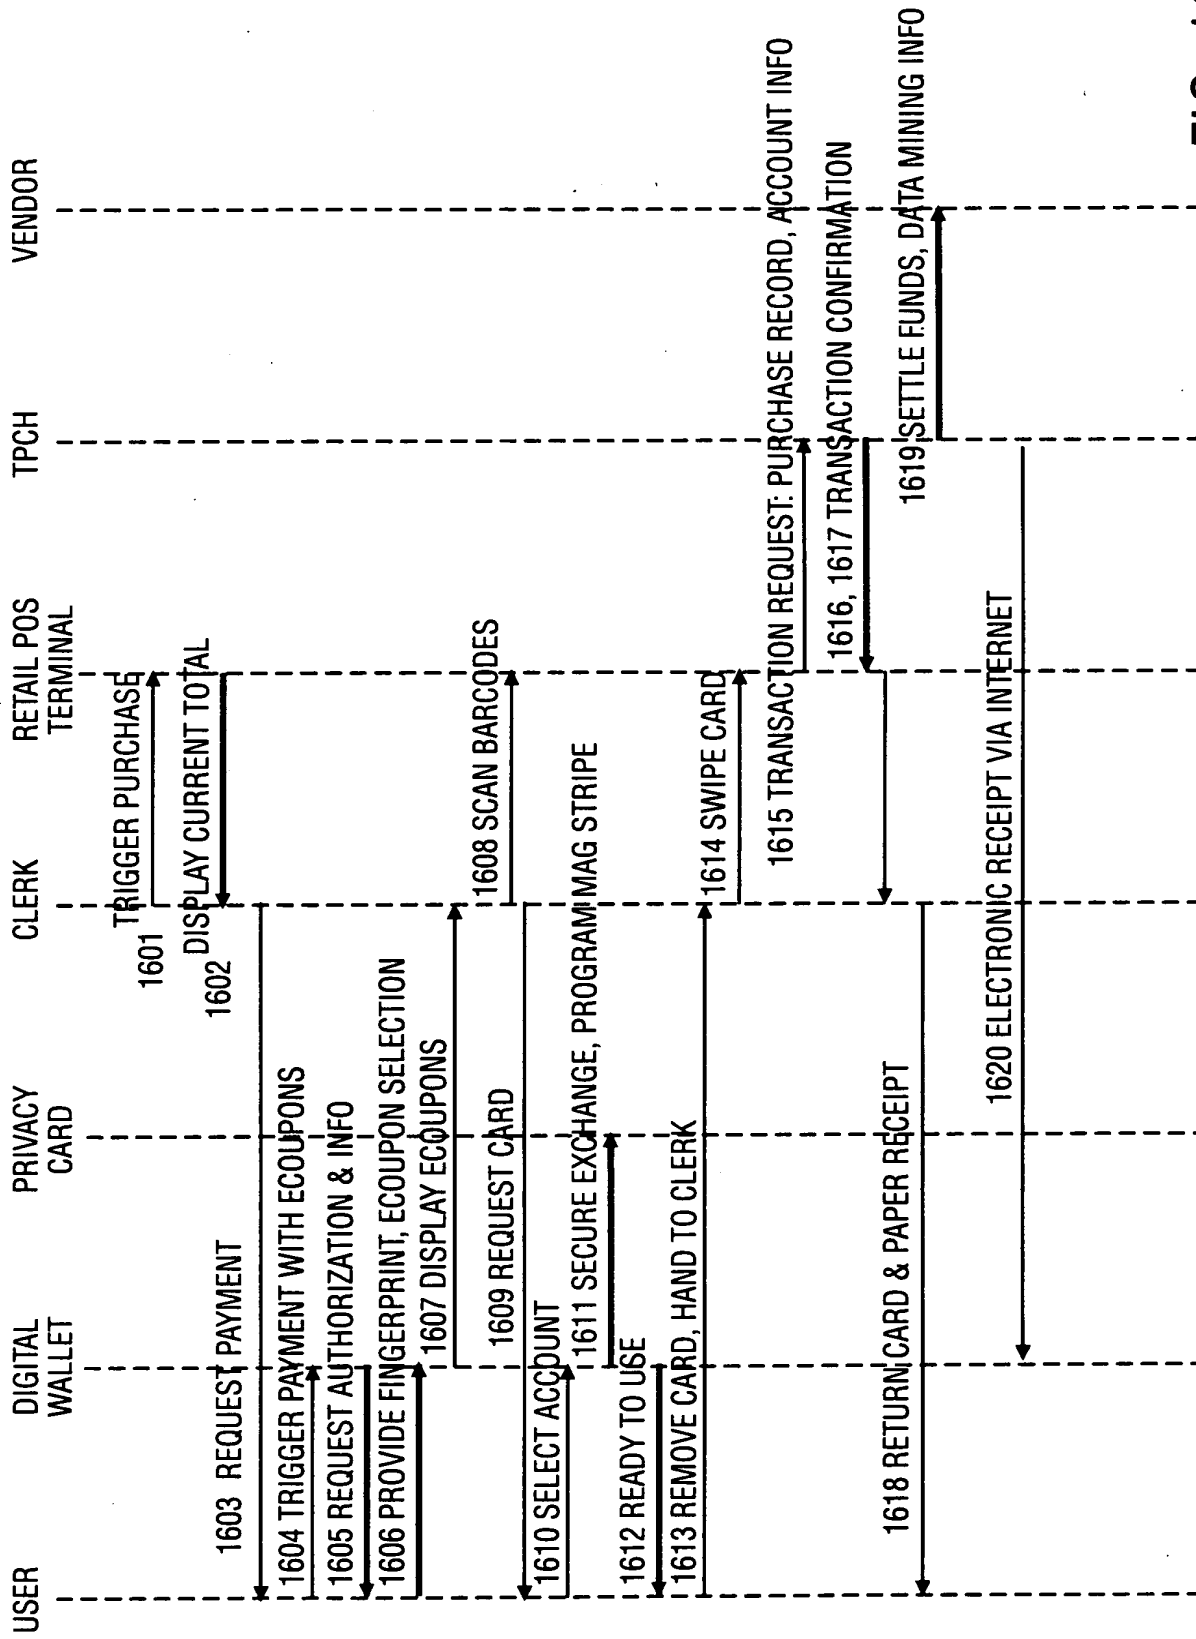 USER
DIGITAL
WALLET
PRIVACY
CARD
CLERK
RETAIL POS
TERMINAL
TPCH
VENDOR
TRIGGER PURCHASE
1601
DISPLAY CURRENT TOTAL
1602
1603 REQUEST PAYMENT
1604 TRIGGER PAYMENT WITH ECOUPONS
1605 REQUEST AUTHORIZATION & INFO
1606 PROVIDE FINGERPRINT, ECOUPON SELECTION
1607 DISPLAY ECOUPONS
1608 SCAN BARCODES
1609 REQUEST CARD
1610 SELECT ACCOUNT
1611 SECURE EXCHANGE, PROGRAM MAG STRIPE
1612 READY TO USE
1613 REMOVE CARD, HAND TO CLERK
1614 SWIPE CARD
1615 TRANSACTION REQUEST: PURCHASE RECORD, ACCOUNT INFO
1616, 1617 TRANSACTION CONFIRMATION
1618 RETURN CARD & PAPER RECEIPT
1619 SETTLE FUNDS, DATA MINING INFO
1620 ELECTRONIC RECEIPT VIA INTERNET